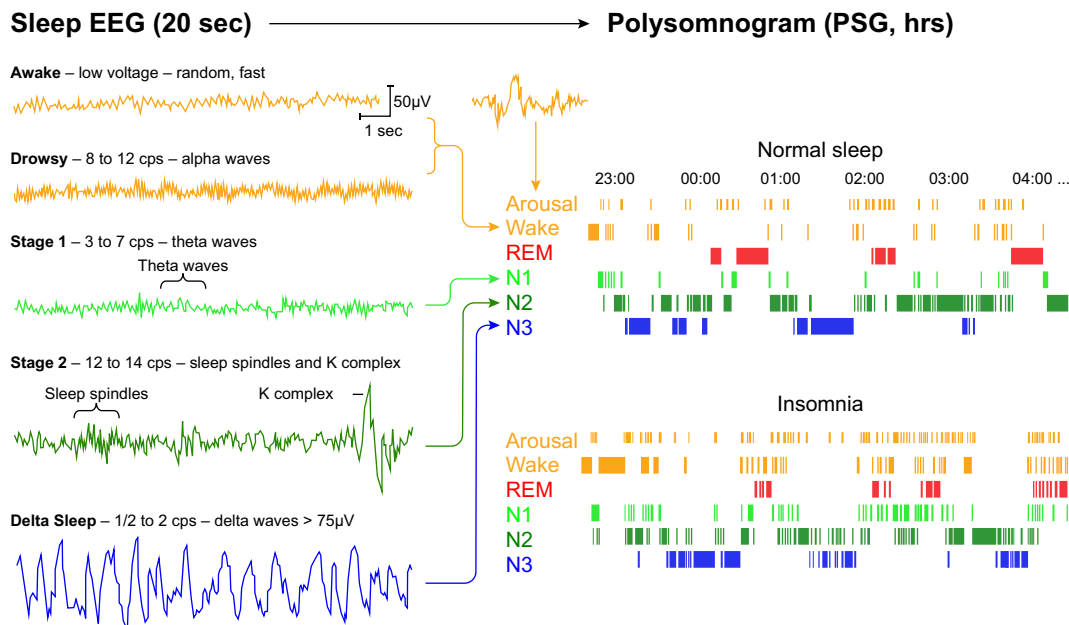 Sleep EEG (20 sec)
Polysomnogram (PSG, hrs)
Awake – low voltage – random, fast
50µV
1 sec
Drowsy – 8 to 12 cps – alpha waves
Stage 1 – 3 to 7 cps – theta waves
Theta waves
Stage 2 – 12 to 14 cps – sleep spindles and K complex
Sleep spindles
K complex
Delta Sleep – 1/2 to 2 cps – delta waves > 75µV
Normal sleep
23:00 00:00 01:00 02:00 03:00 04:00 ...
Arousal
Wake
REM
N1
N2
N3
Insomnia
Arousal
Wake
REM
N1
N2
N3